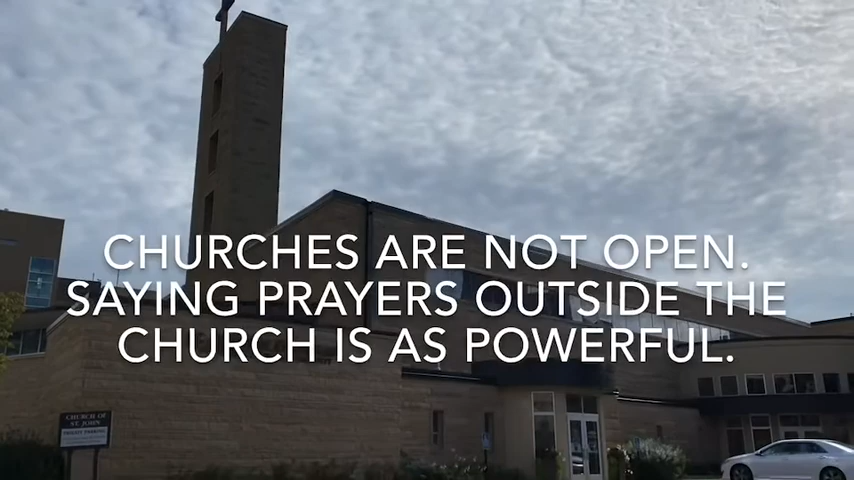 CHURCHES ARE NOT OPEN.
SAYING PRAYERS OUTSIDE THE
CHURCH IS AS POWERFUL.
CHURCH OF
ST. JOHN